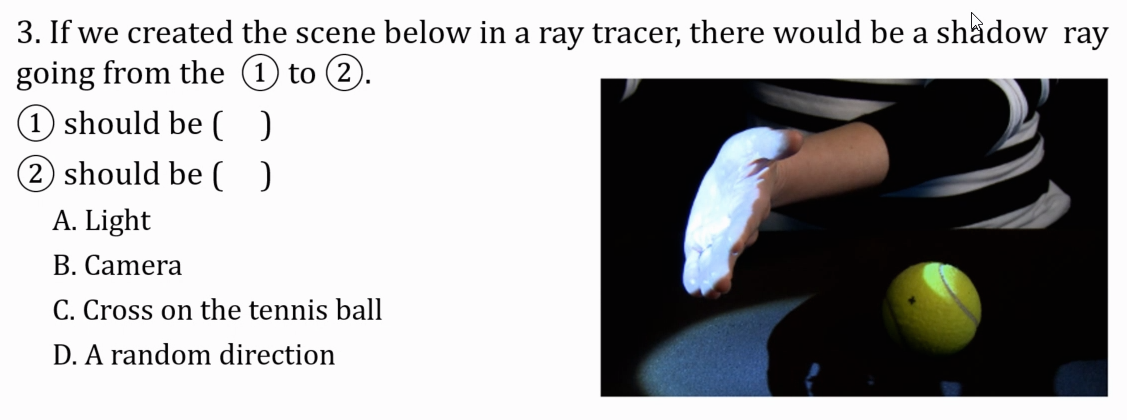 3. If we created the scene below in a ray tracer, there would be a shadow ray
going from the ① to ②.
① should be ( )
② should be ( )
A. Light
B. Camera
C. Cross on the tennis ball
D. A random direction